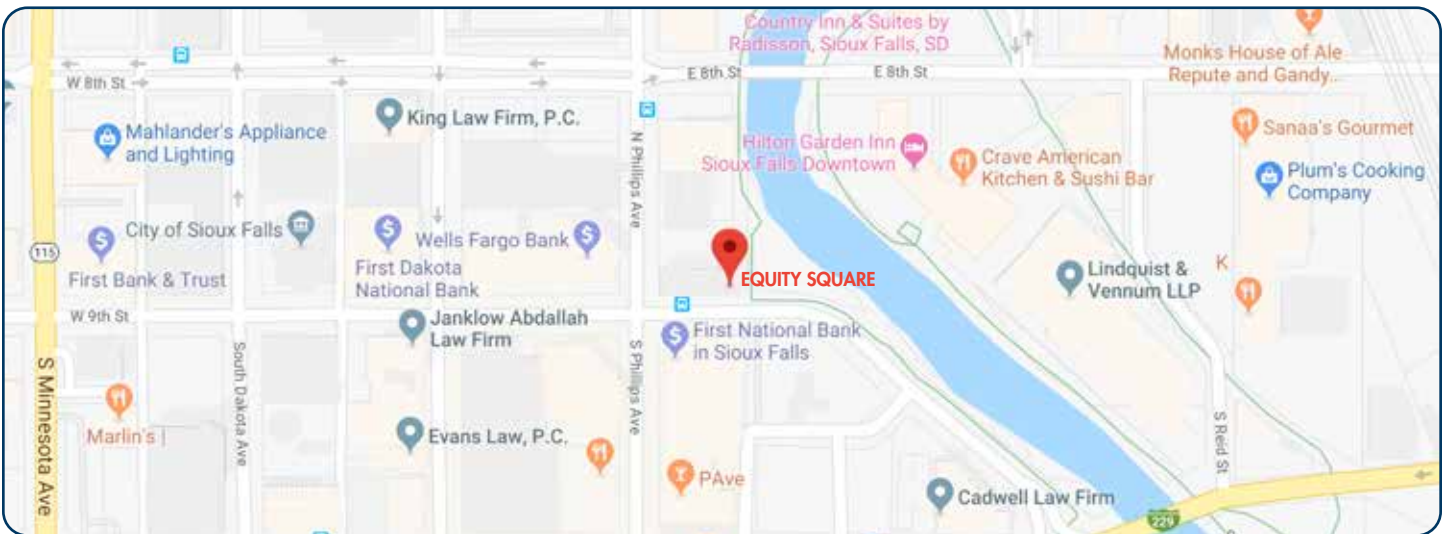 Country Inn & Suites by
Radisson, Sioux Falls, SD
Monks House of Ale
Repute and Gandy...
W 8th St
E 8th St
E 8th St
King Law Firm, P.C.
Mahlander's Appliance
and Lighting
N Phillips Ave
Hilton Garden Inn
Sioux Falls Downtown
Crave American
Kitchen & Sushi Bar
Sanaa's Gourmet
Plum's Cooking
Company
115
City of Sioux Falls
First Bank & Trust
First Dakota
National Bank
Wells Fargo Bank
EQUITY SQUARE
Lindquist &
Vennum LLP
K
W 9th St
Janklow Abdallah
Law Firm
First National Bank
in Sioux Falls
S Minnesota Ave
South Dakota Ave
S Phillips Ave
S Reid St
Marlin's |
Evans Law, P.C.
PAve
Cadwell Law Firm
229